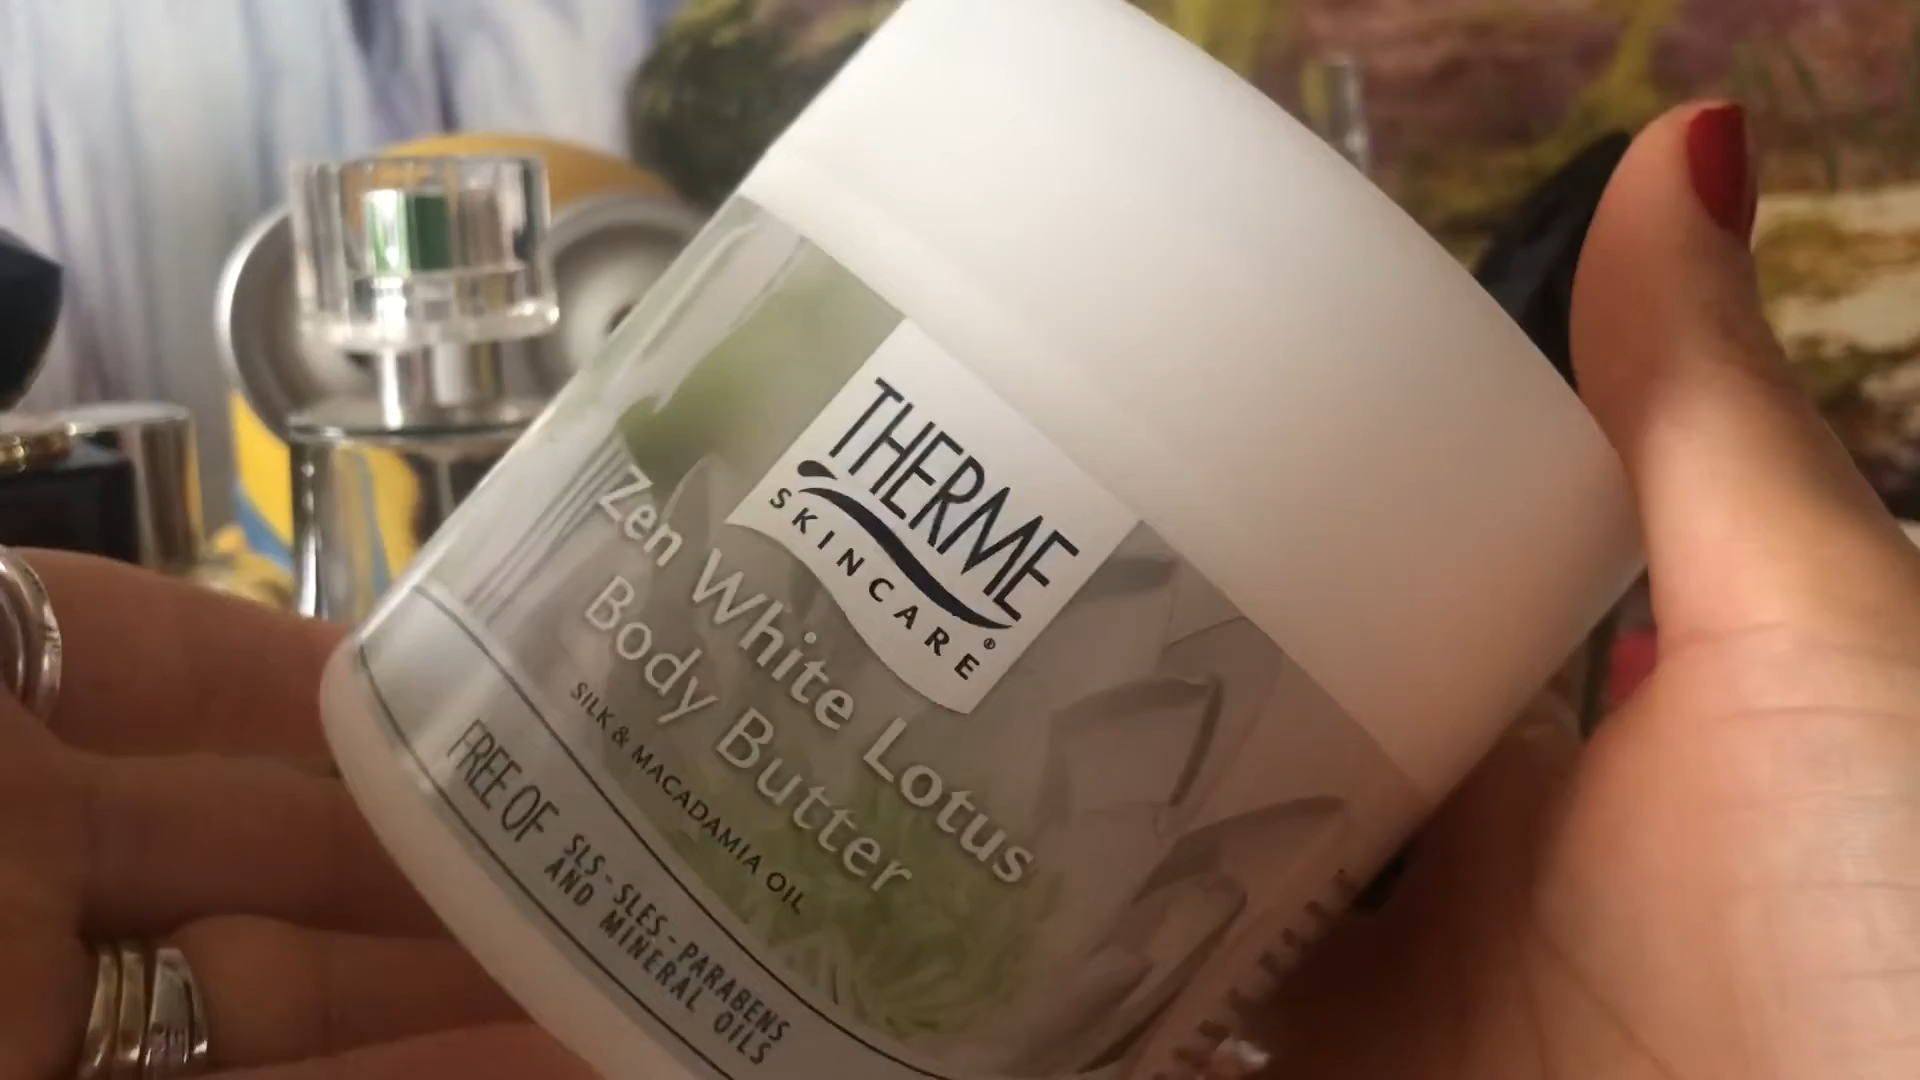 THERME
SKINCARE®
Zen White Lotus
Body Butter
SILK & MACADAMIA OIL
FREE OF
SLS-SLES-PARABENS
AND MINERAL OILS